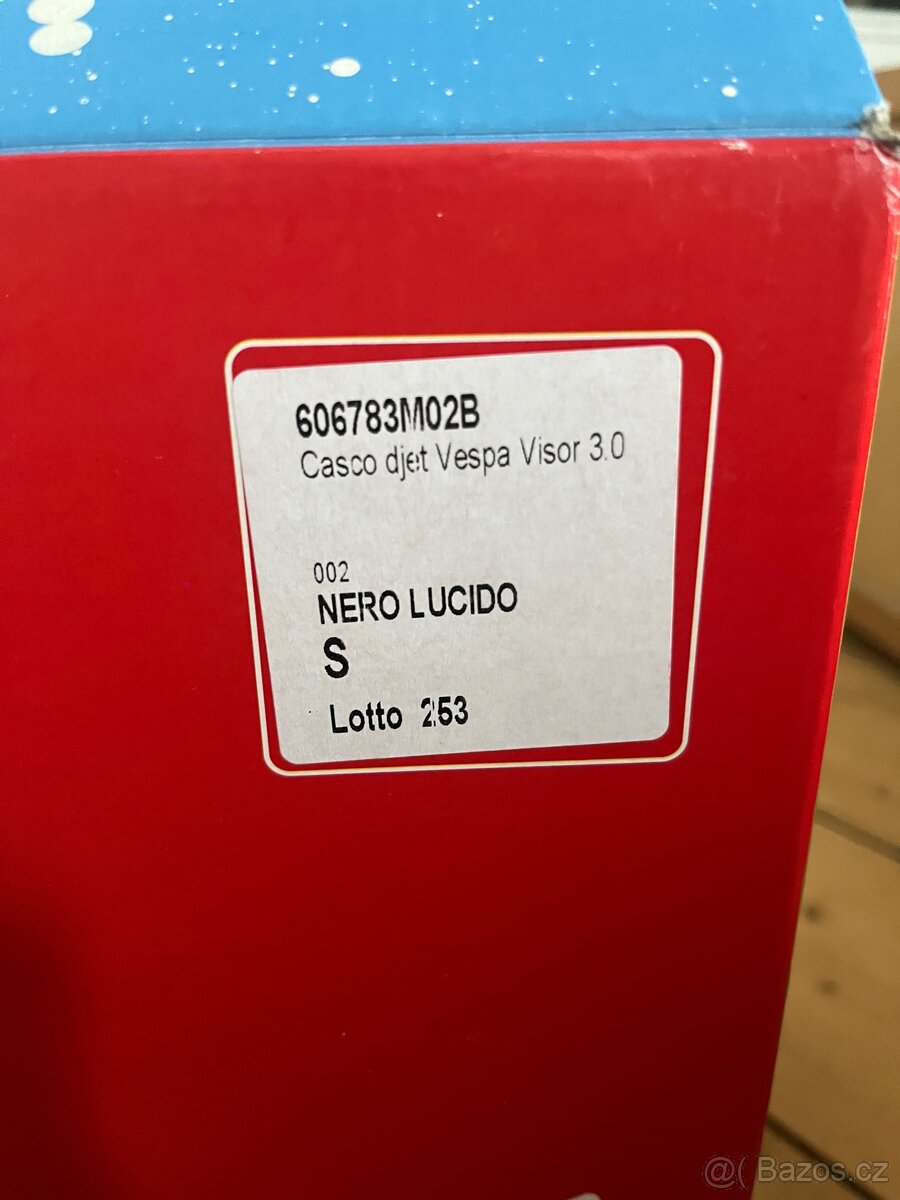 606783M02B
Casco djet Vespa Visor 3.0
002
NERO LUCIDO
S
Lotto 253
@( Bazos.cz